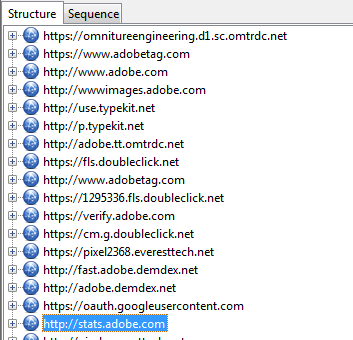 Structure Sequence
https://omnitureengineering.d1.sc.omtrdc.net
https://www.adobetag.com
http://www.adobe.com
http://wwwimages.adobe.com
http://use.typekit.net
http://p.typekit.net
http://adobe.tt.omtrdc.net
https://fls.doubleclick.net
http://www.adobetag.com
https://1295336.fls.doubleclick.net
https://verify.adobe.com
https://cm.g.doubleclick.net
https://pixel2368.everesttech.net
http://fast.adobe.demdex.net
http://adobe.demdex.net
https://oauth.googleusercontent.com
http://stats.adobe.com